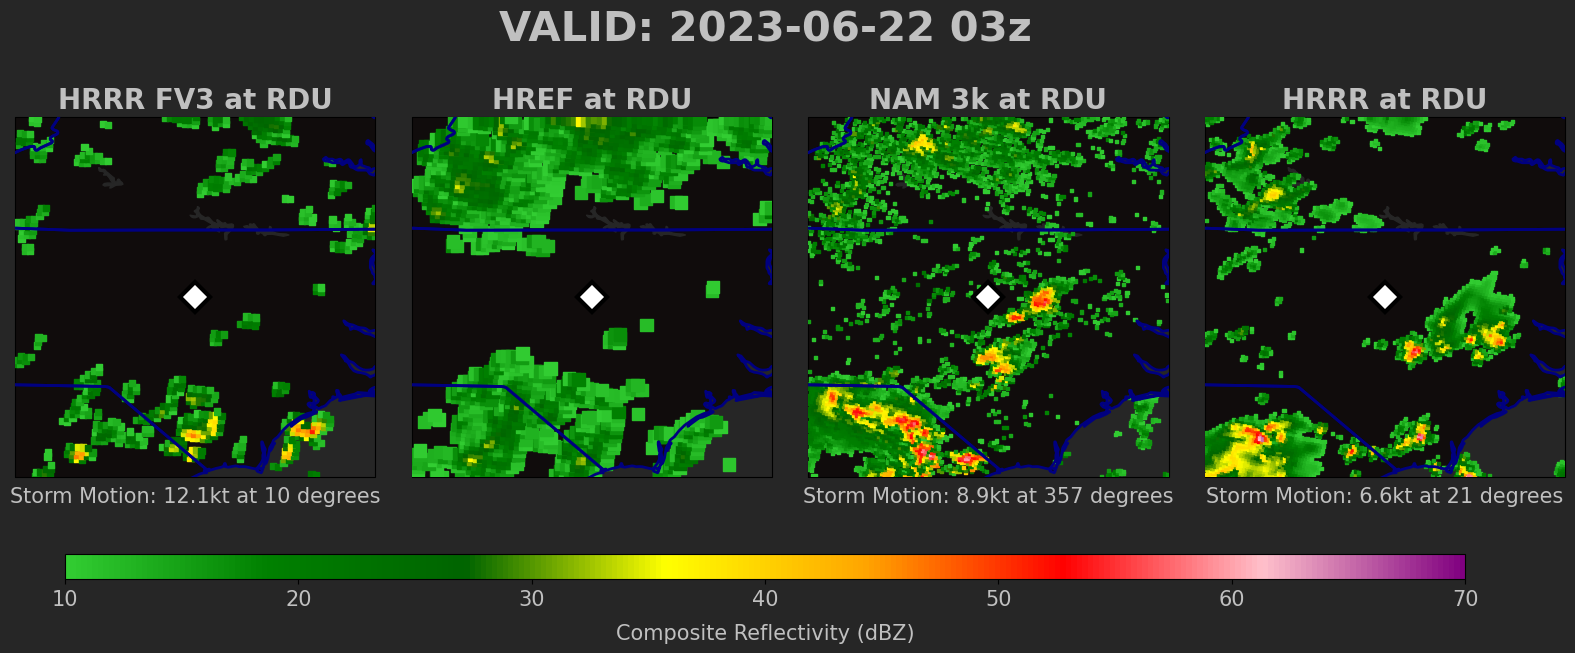 VALID: 2023-06-22 03z
HRRR FV3 at RDU
HREF at RDU
NAM 3k at RDU
HRRR at RDU
Storm Motion: 12.1kt at 10 degrees
Storm Motion: 8.9kt at 357 degrees
Storm Motion: 6.6kt at 21 degrees
10 20 30 40 50 60 70
Composite Reflectivity (dBZ)